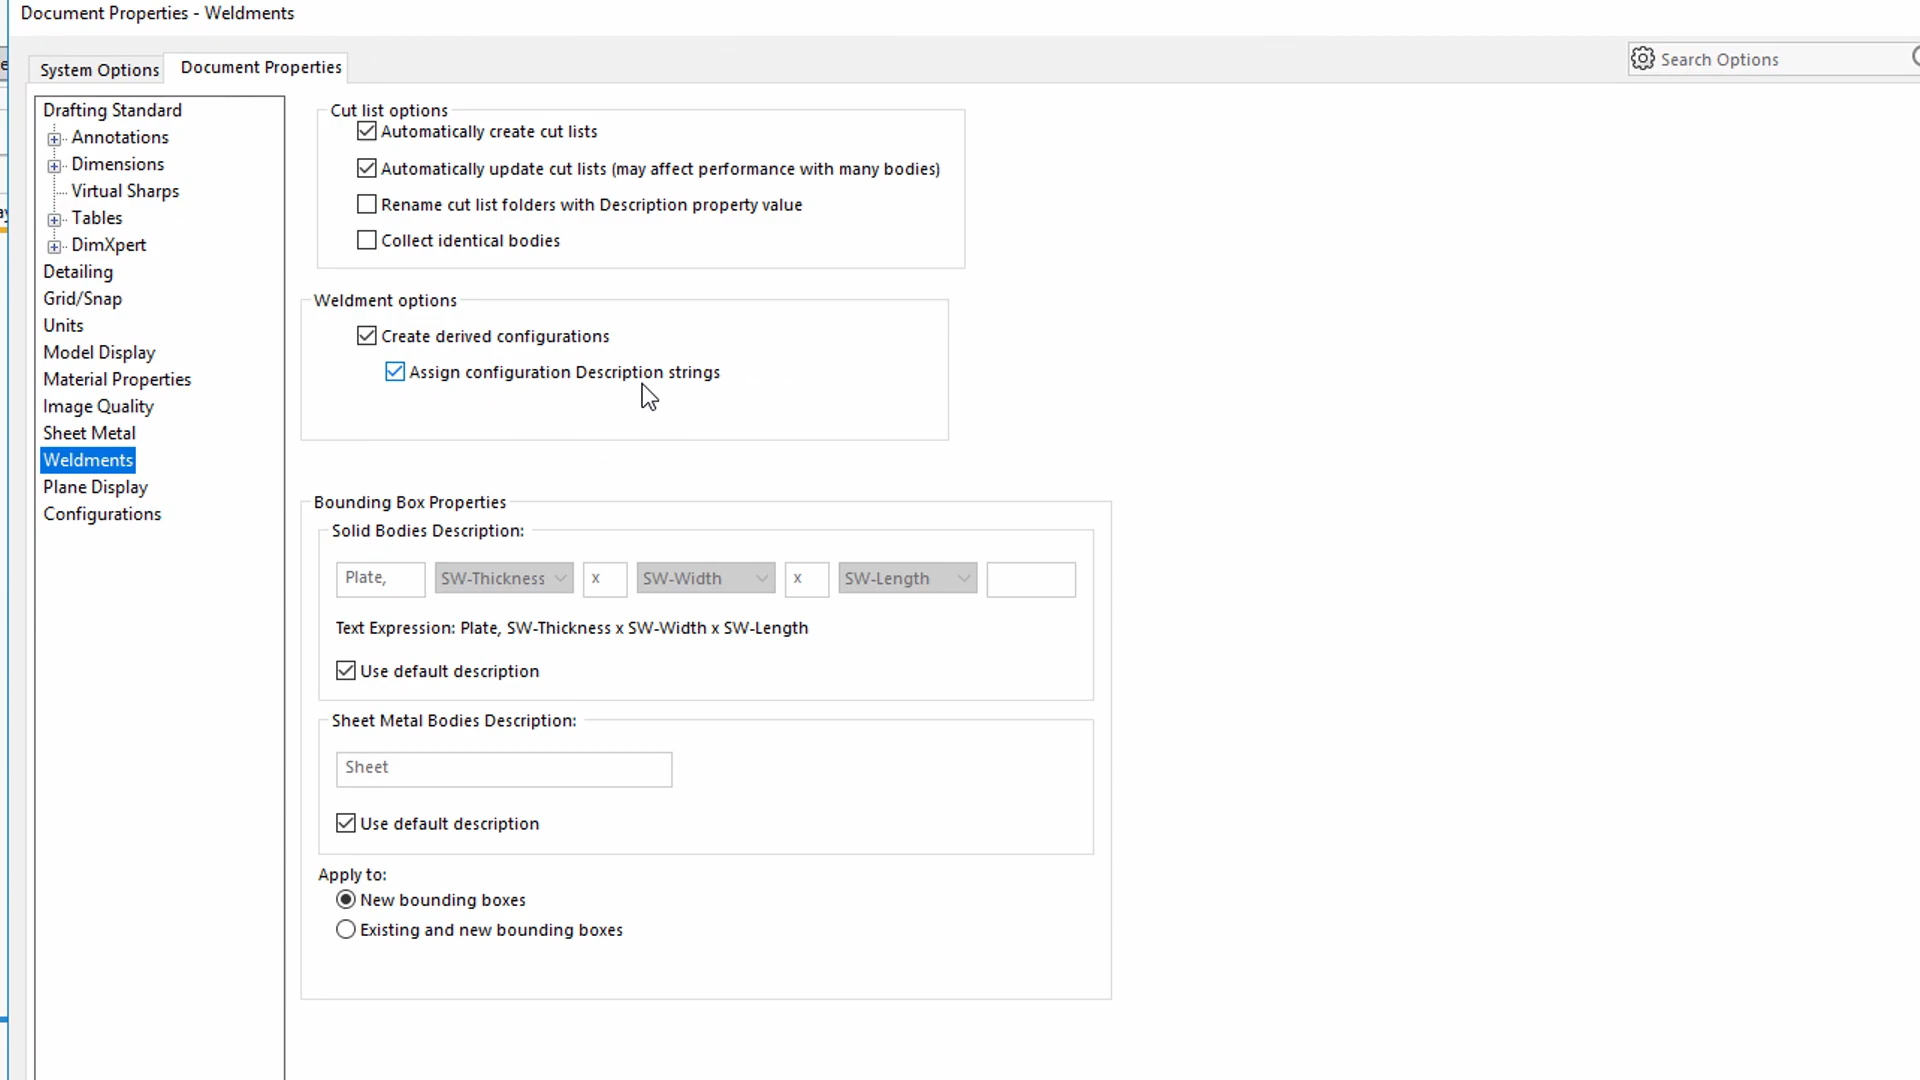 Document Properties - Weldments
System Options
Document Properties
Search Options
Drafting Standard
Annotations
Dimensions
Virtual Sharps
Tables
DimXpert
Detailing
Grid/Snap
Units
Model Display
Material Properties
Image Quality
Sheet Metal
Weldments
Plane Display
Configurations
Cut list options
Automatically create cut lists
Automatically update cut lists (may affect performance with many bodies)
Rename cut list folders with Description property value
Collect identical bodies
Weldment options
Create derived configurations
Assign configuration Description strings
Bounding Box Properties
Solid Bodies Description:
Plate, SW-Thickness x SW-Width x SW-Length
Text Expression: Plate, SW-Thickness x SW-Width x SW-Length
Use default description
Sheet Metal Bodies Description:
Sheet
Use default description
Apply to:
New bounding boxes
Existing and new bounding boxes